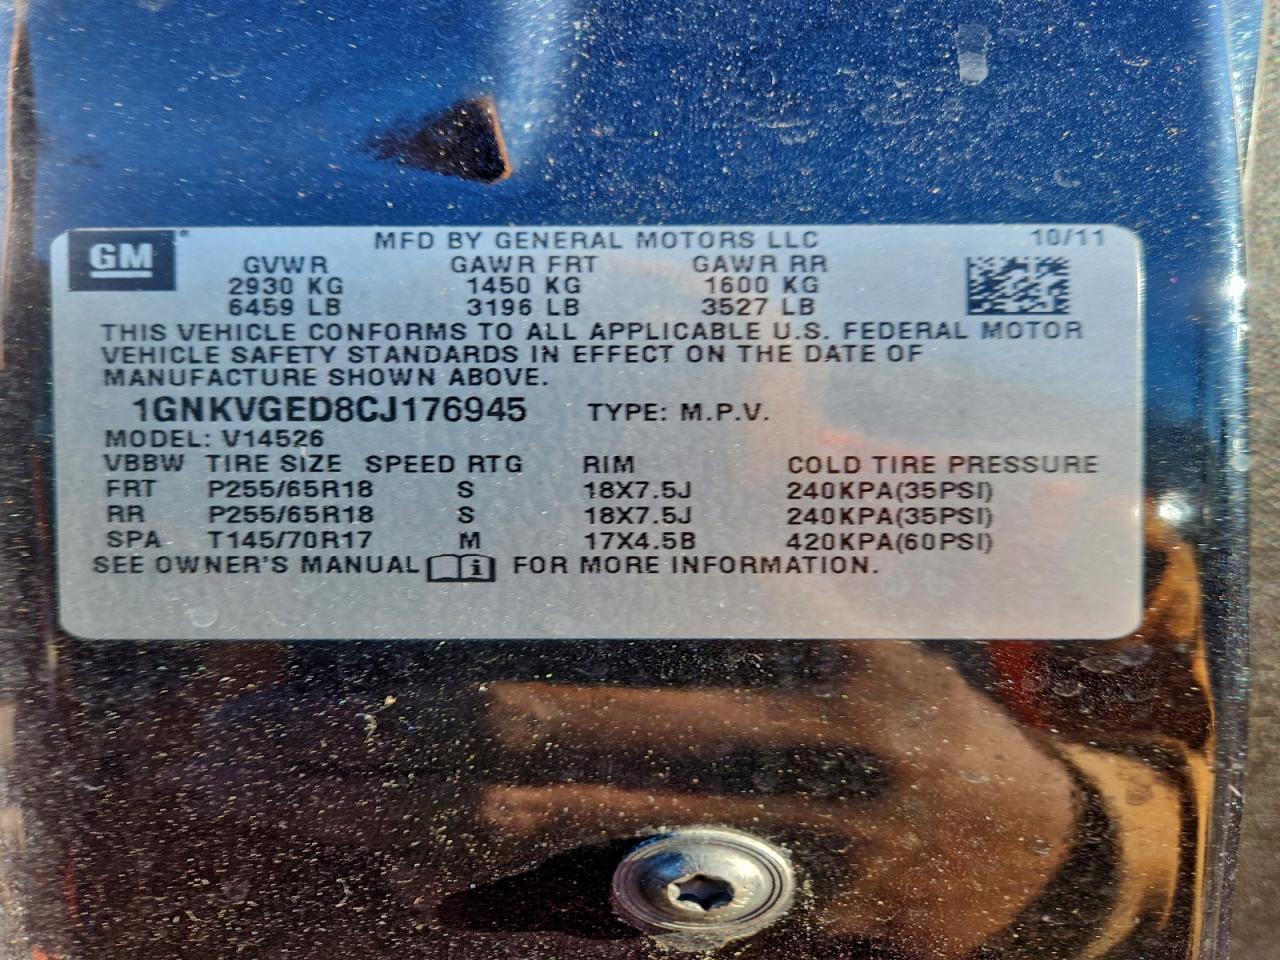 GM MFD BY GENERAL MOTORS LLC 10/11
GVWR GAWR FRT GAWR RR
2930 KG 1450 KG 1600 KG
6459 LB 3196 LB 3527 LB
THIS VEHICLE CONFORMS TO ALL APPLICABLE U.S. FEDERAL MOTOR
VEHICLE SAFETY STANDARDS IN EFFECT ON THE DATE OF
MANUFACTURE SHOWN ABOVE.
1GNKVGED8CJ176945 TYPE: M.P.V.
MODEL: V14526
VBBW TIRE SIZE SPEED RTG RIM COLD TIRE PRESSURE
FRT P255/65R18 S 18X7.5J 240KPA(35PSI)
RR P255/65R18 S 18X7.5J 240KPA(35PSI)
SPA T145/70R17 M 17X4.5B 420KPA(60PSI)
SEE OWNER'S MANUAL i FOR MORE INFORMATION.